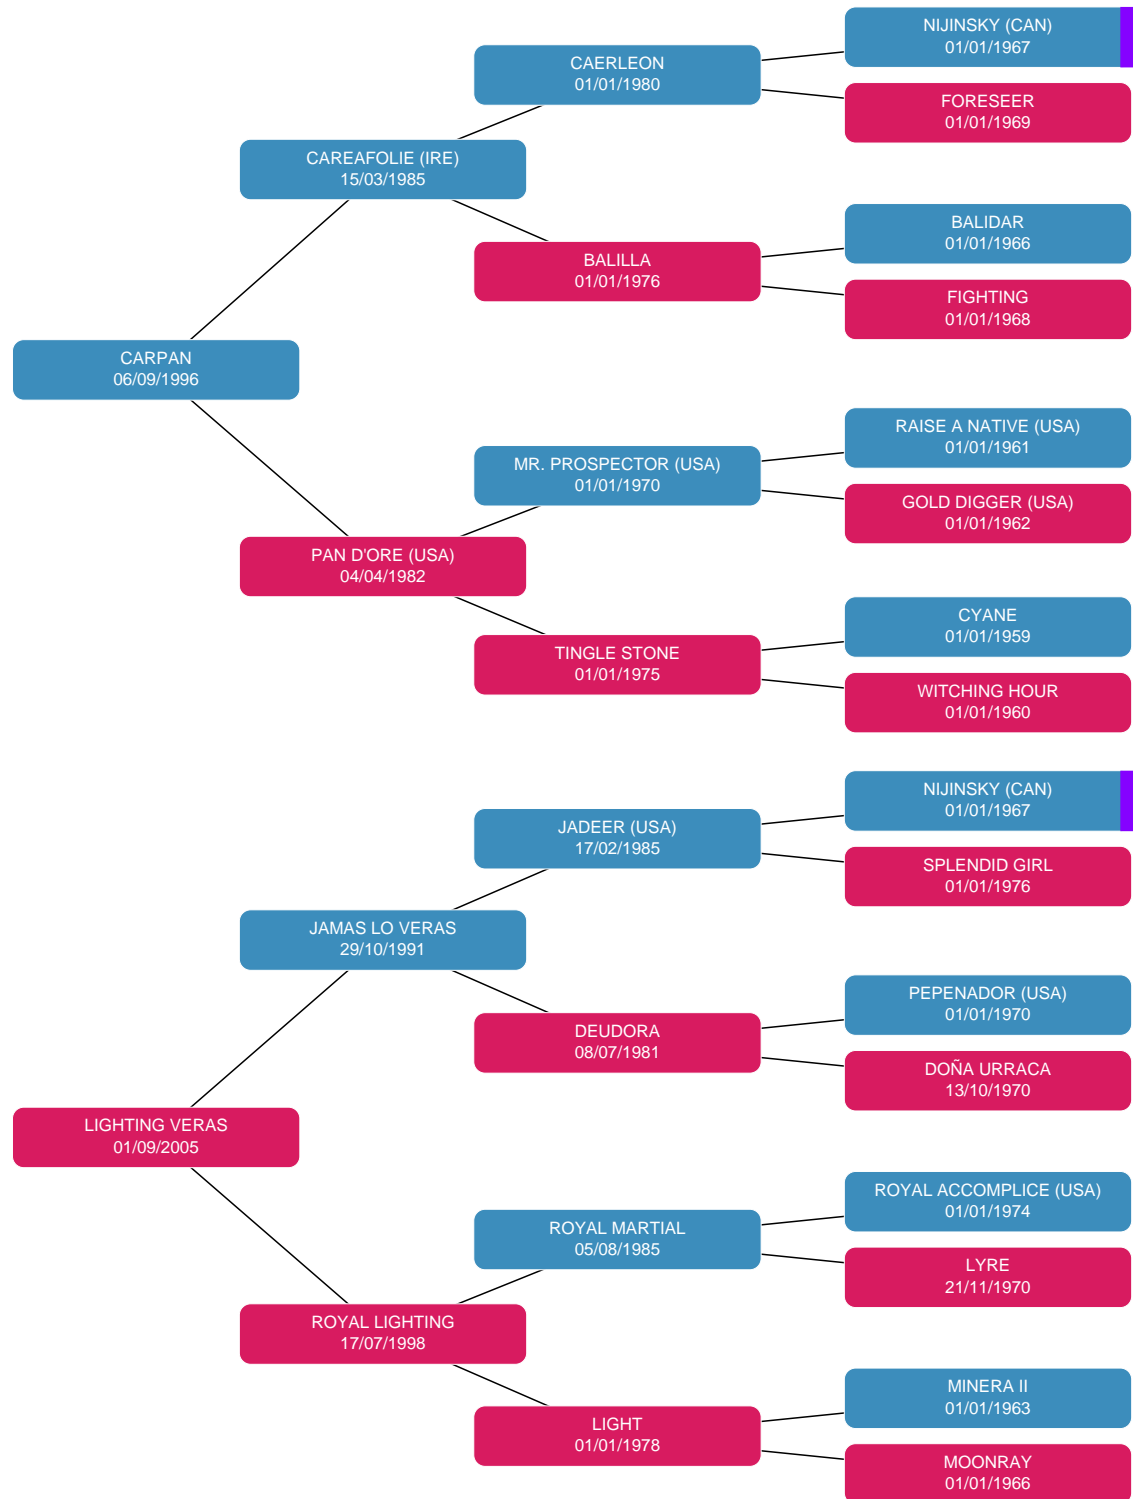 NIJINSKY (CAN)
01/01/1967
CAERLEON
01/01/1980
FORESEER
01/01/1969
CAREAFOLIE (IRE)
15/03/1985
BALIDAR
01/01/1966
BALILLA
01/01/1976
FIGHTING
01/01/1968
CARPAN
06/09/1996
RAISE A NATIVE (USA)
01/01/1961
MR. PROSPECTOR (USA)
01/01/1970
GOLD DIGGER (USA)
01/01/1962
PAN D'ORE (USA)
04/04/1982
CYANE
01/01/1959
TINGLE STONE
01/01/1975
WITCHING HOUR
01/01/1960
NIJINSKY (CAN)
01/01/1967
JADEER (USA)
17/02/1985
SPLENDID GIRL
01/01/1976
JAMAS LO VERAS
29/10/1991
PEPENADOR (USA)
01/01/1970
DEUDORA
08/07/1981
DOÑA URRACA
13/10/1970
LIGHTING VERAS
01/09/2005
ROYAL ACCOMPLICE (USA)
01/01/1974
ROYAL MARTIAL
05/08/1985
LYRE
21/11/1970
ROYAL LIGHTING
17/07/1998
MINERA II
01/01/1963
LIGHT
01/01/1978
MOONRAY
01/01/1966